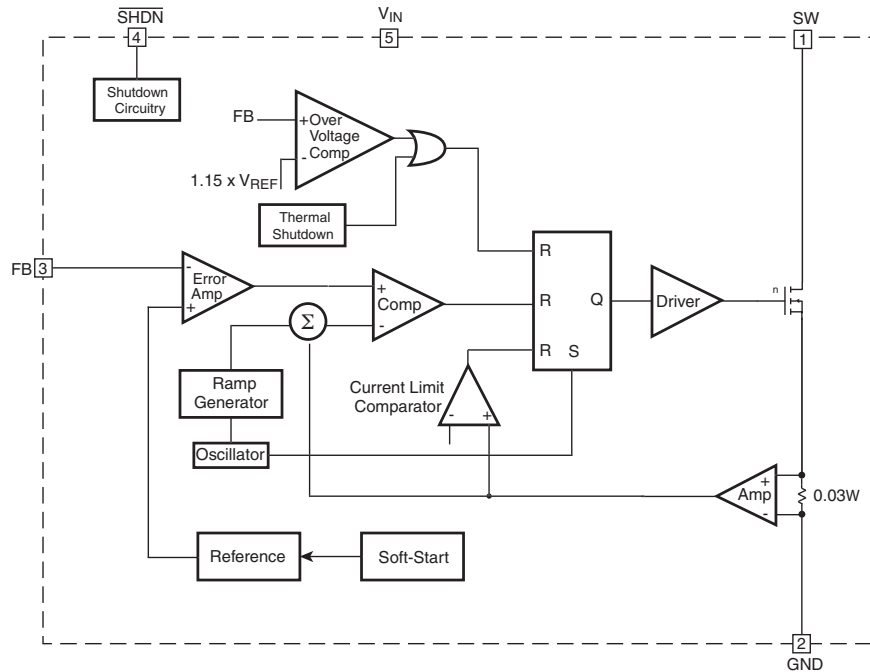 SHDN
4
VIN
5
SW
1
Shutdown
Circuitry
FB
+
Over
Voltage
Comp
-
1.15 x VREF
Thermal
Shutdown
FB
3
-
Error
Amp
+
+
Comp
-
Σ
R
R
R
S
Q
Driver
n
Ramp
Generator
Current Limit
Comparator
-
+
Oscillator
+
Amp
-
0.03W
Reference
Soft-Start
2
GND